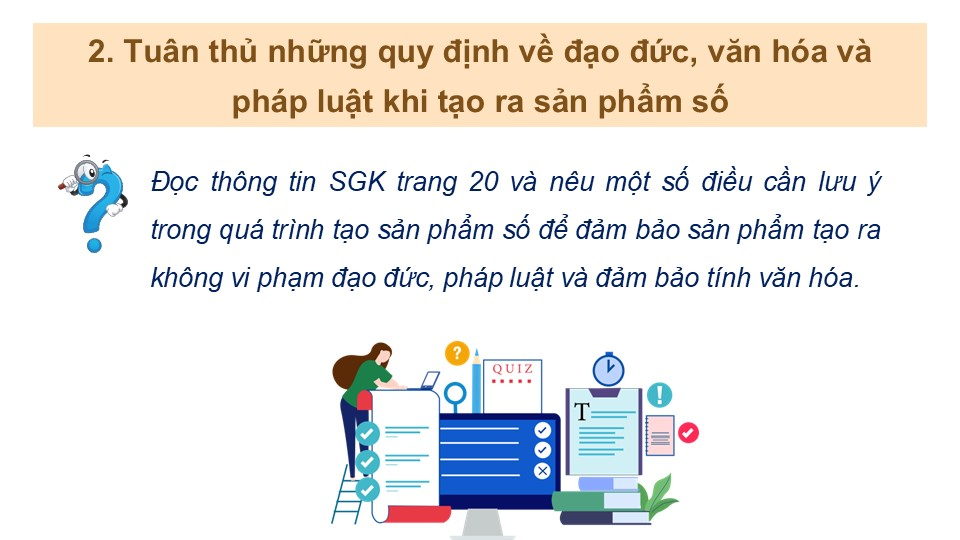 2. Tuân thủ những quy định về đạo đức, văn hóa và
pháp luật khi tạo ra sản phẩm số
Đọc thông tin SGK trang 20 và nêu một số điều cần lưu ý
trong quá trình tạo sản phẩm số để đảm bảo sản phẩm tạo ra
không vi phạm đạo đức, pháp luật và đảm bảo tính văn hóa.
?
QUIZ
T
!